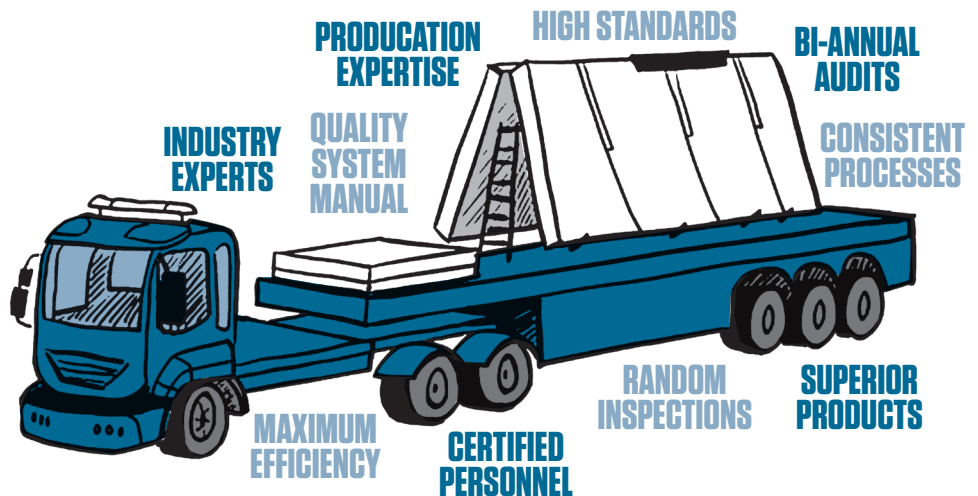 PRODUCATION
EXPERTISE
HIGH STANDARDS
BI-ANNUAL
AUDITS
INDUSTRY
EXPERTS
QUALITY
SYSTEM
MANUAL
CONSISTENT
PROCESSES
MAXIMUM
EFFICIENCY
CERTIFIED
PERSONNEL
RANDOM
INSPECTIONS
SUPERIOR
PRODUCTS